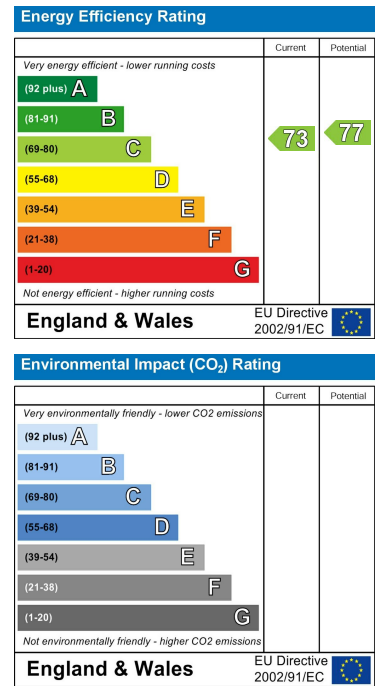 Energy Efficiency Rating
Current Potential
Very energy efficient - lower running costs
(92 plus) A
(81-91) B
(69-80) C
(55-68) D
(39-54) E
(21-38) F
(1-20) G
73 77
Not energy efficient - higher running costs
England & Wales
EU Directive
2002/91/EC
Environmental Impact (CO₂) Rating
Current Potential
Very environmentally friendly - lower CO2 emissions
(92 plus) A
(81-91) B
(69-80) C
(55-68) D
(39-54) E
(21-38) F
(1-20) G
Not environmentally friendly - higher CO2 emissions
England & Wales
EU Directive
2002/91/EC